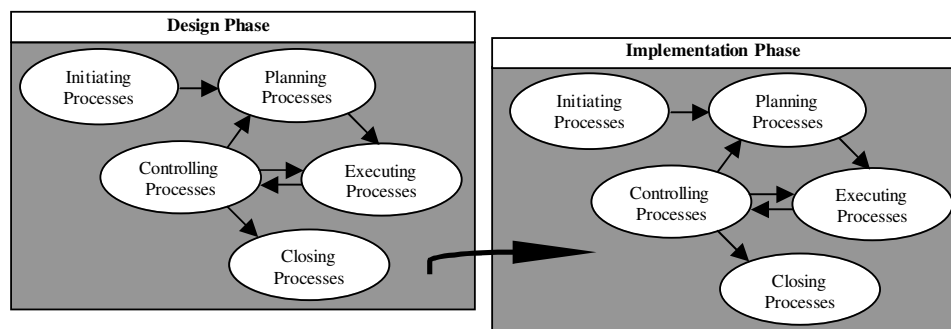 Design Phase
Initiating
Processes
Planning
Processes
Controlling
Processes
Executing
Processes
Closing
Processes
Implementation Phase
Initiating
Processes
Planning
Processes
Controlling
Processes
Executing
Processes
Closing
Processes